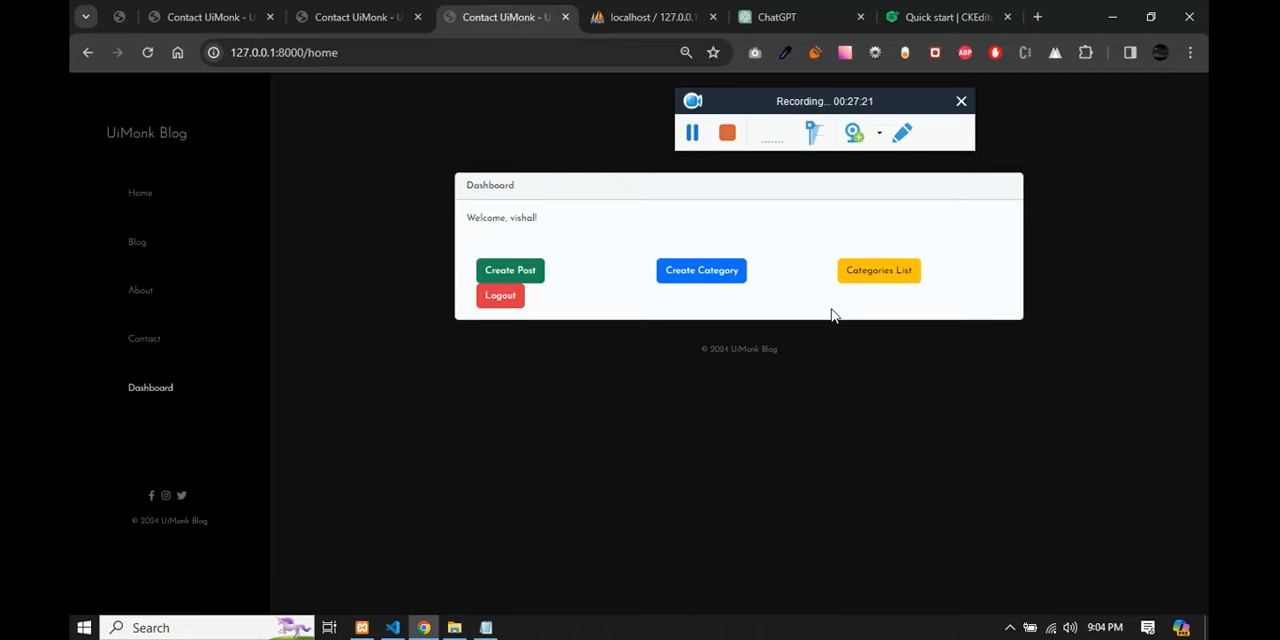 Contact UiMonk - U
Contact UiMonk - U
Contact UiMonk - U
localhost / 127.0.0.1
ChatGPT
Quick start | CKEdit
127.0.0.1:8000/home
ABP
Recording... 00:27:21
UiMonk Blog
Home
Blog
About
Contact
Dashboard
© 2024 UiMonk Blog
Dashboard
Welcome, vishal!
Create Post
Create Category
Categories List
Logout
© 2024 UiMonk Blog
Search
9:04 PM